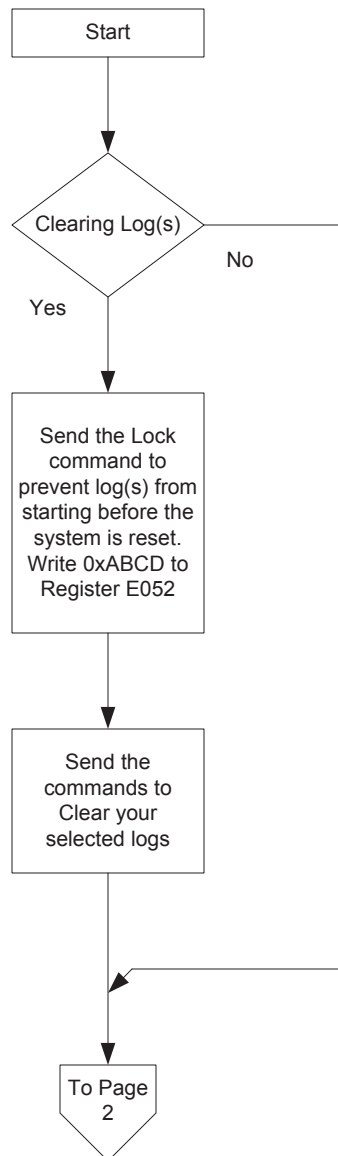 Start
Clearing Log(s)
No
Yes
Send the Lock
command to
prevent log(s) from
starting before the
system is reset.
Write 0xABCD to
Register E052
Send the
commands to
Clear your
selected logs
To Page
2